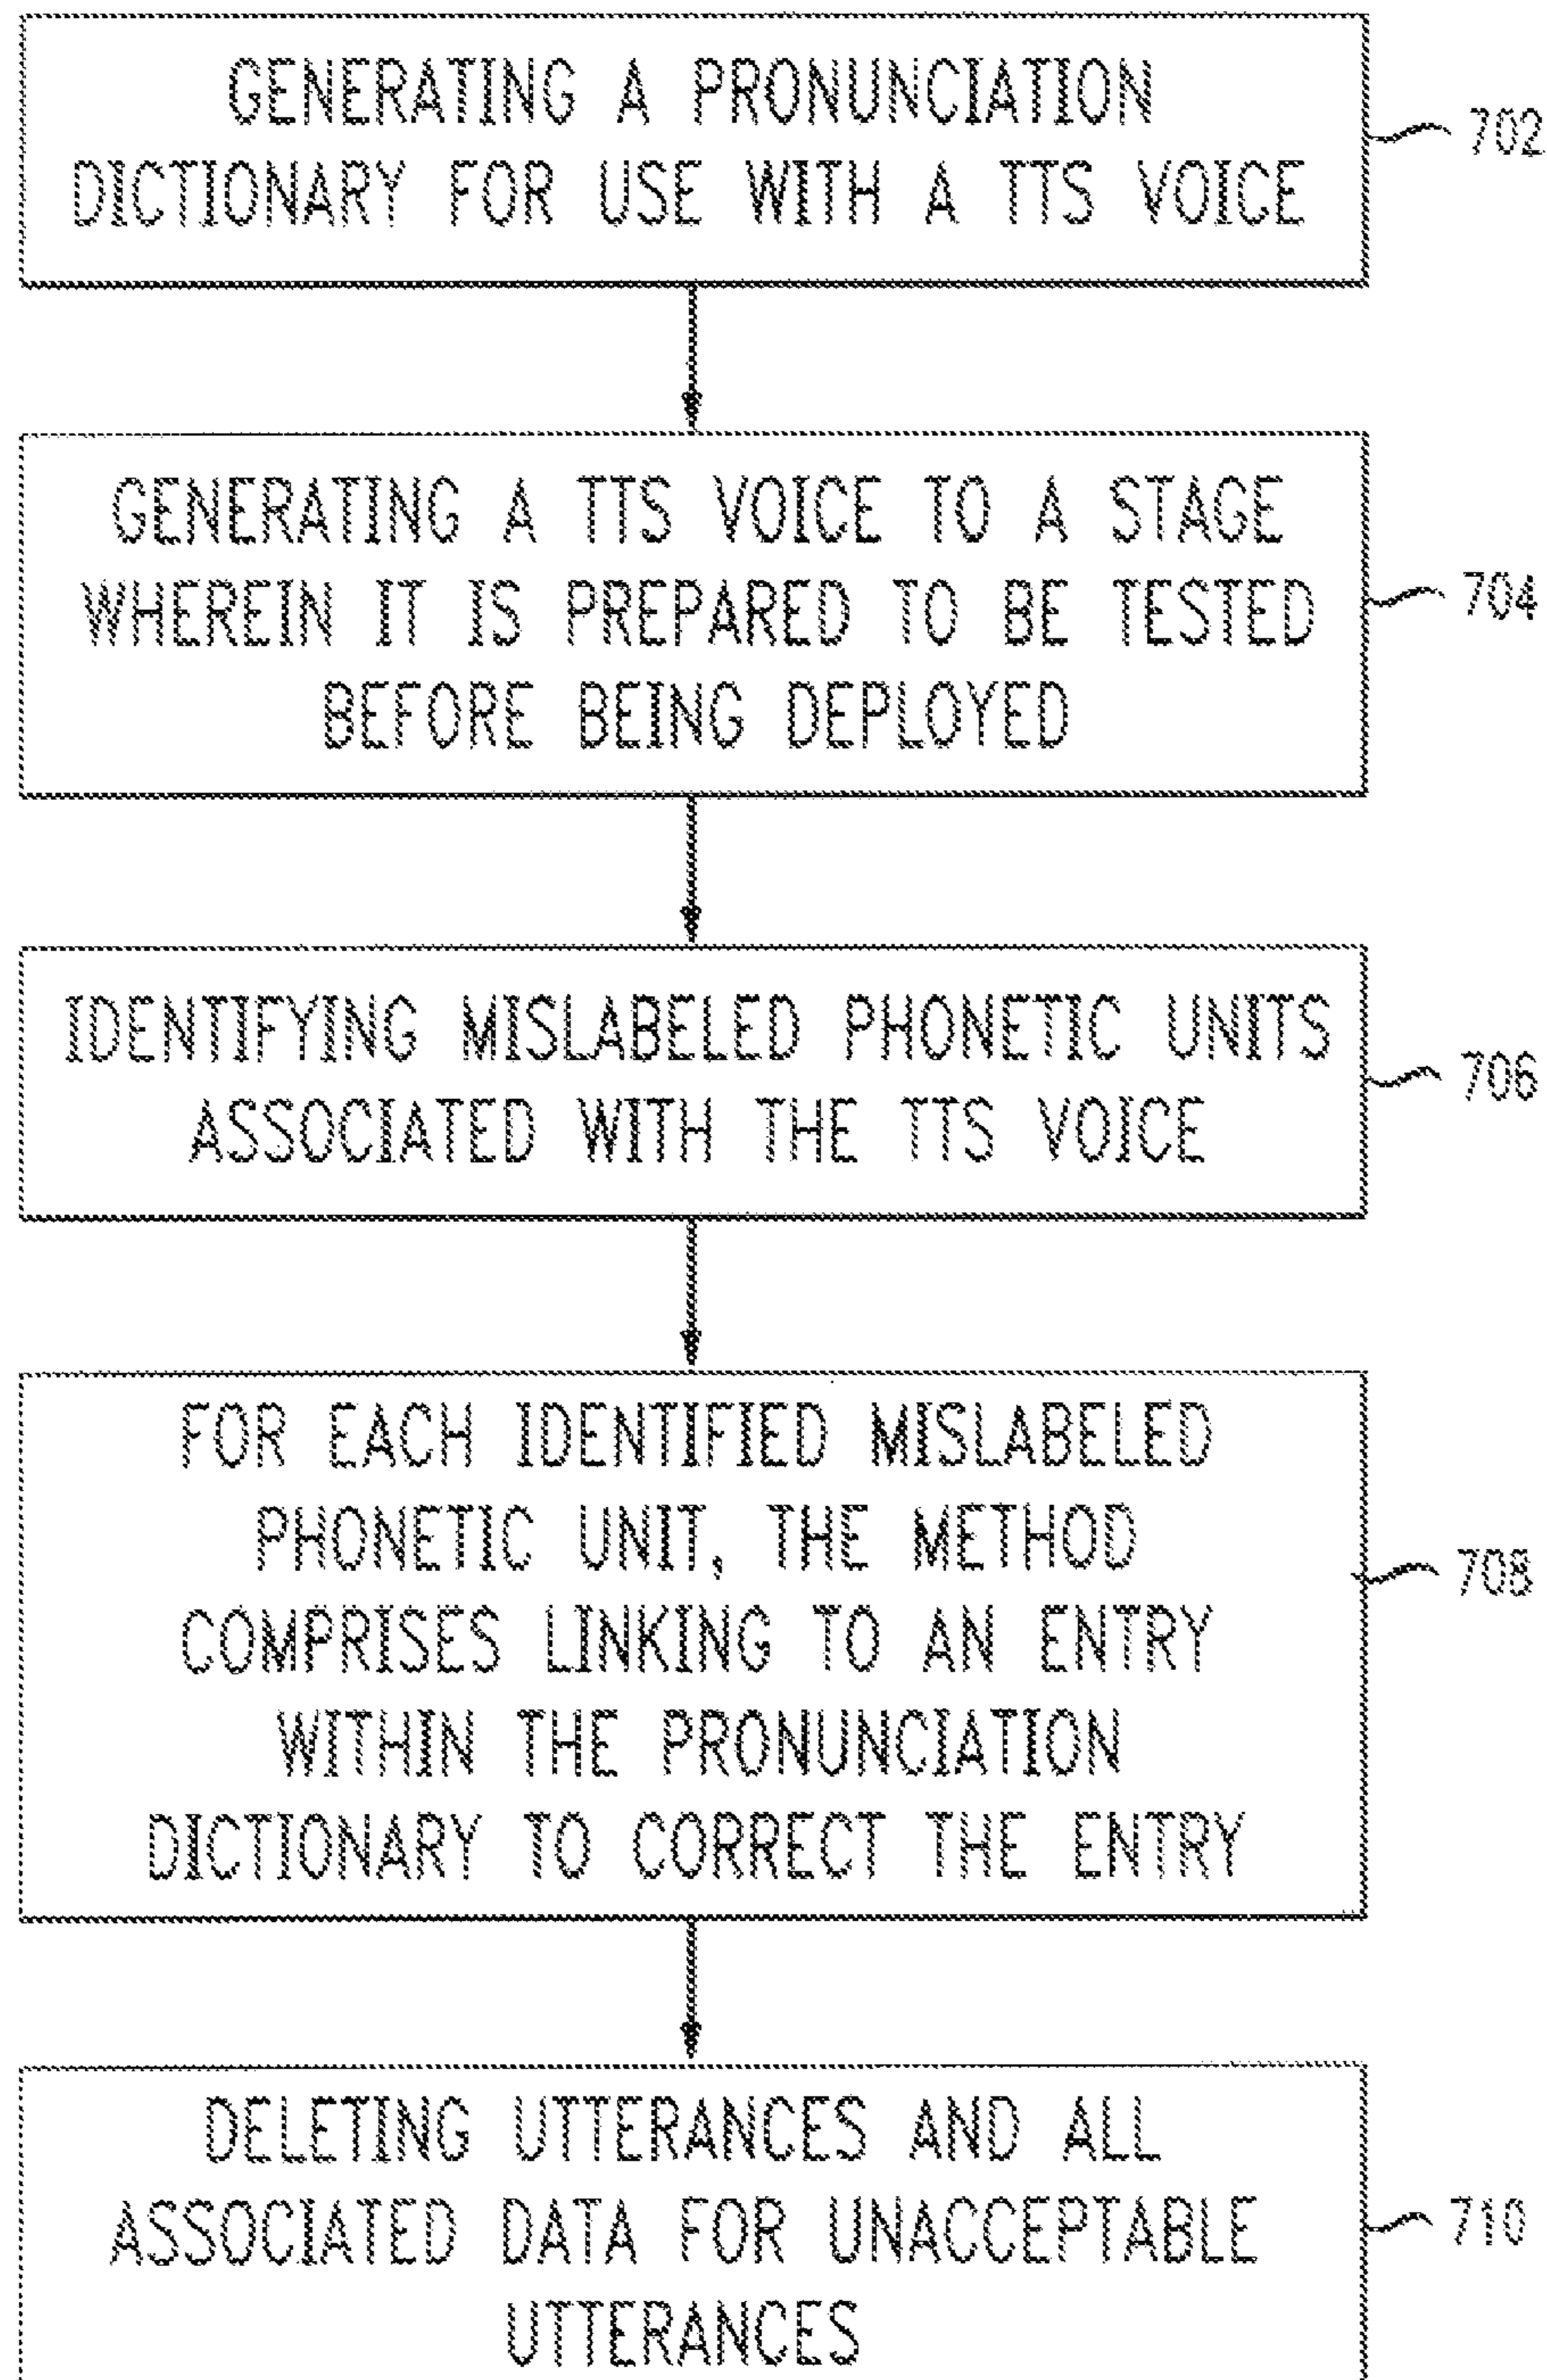 GENERATING A PRONUNCIATION
DICTIONARY FOR USE WITH A TTS VOICE
702
GENERATING A TTS VOICE TO A STAGE
WHEREIN IT IS PREPARED TO BE TESTED
BEFORE BEING DEPLOYED
704
IDENTIFYING MISLABELED PHONETIC UNITS
ASSOCIATED WITH THE TTS VOICE
706
FOR EACH IDENTIFIED MISLABELED
PHONETIC UNIT, THE METHOD
COMPRISES LINKING TO AN ENTRY
WITHIN THE PRONUNCIATION
DICTIONARY TO CORRECT THE ENTRY
708
DELETING UTTERANCES AND ALL
ASSOCIATED DATA FOR UNACCEPTABLE
UTTERANCES
710